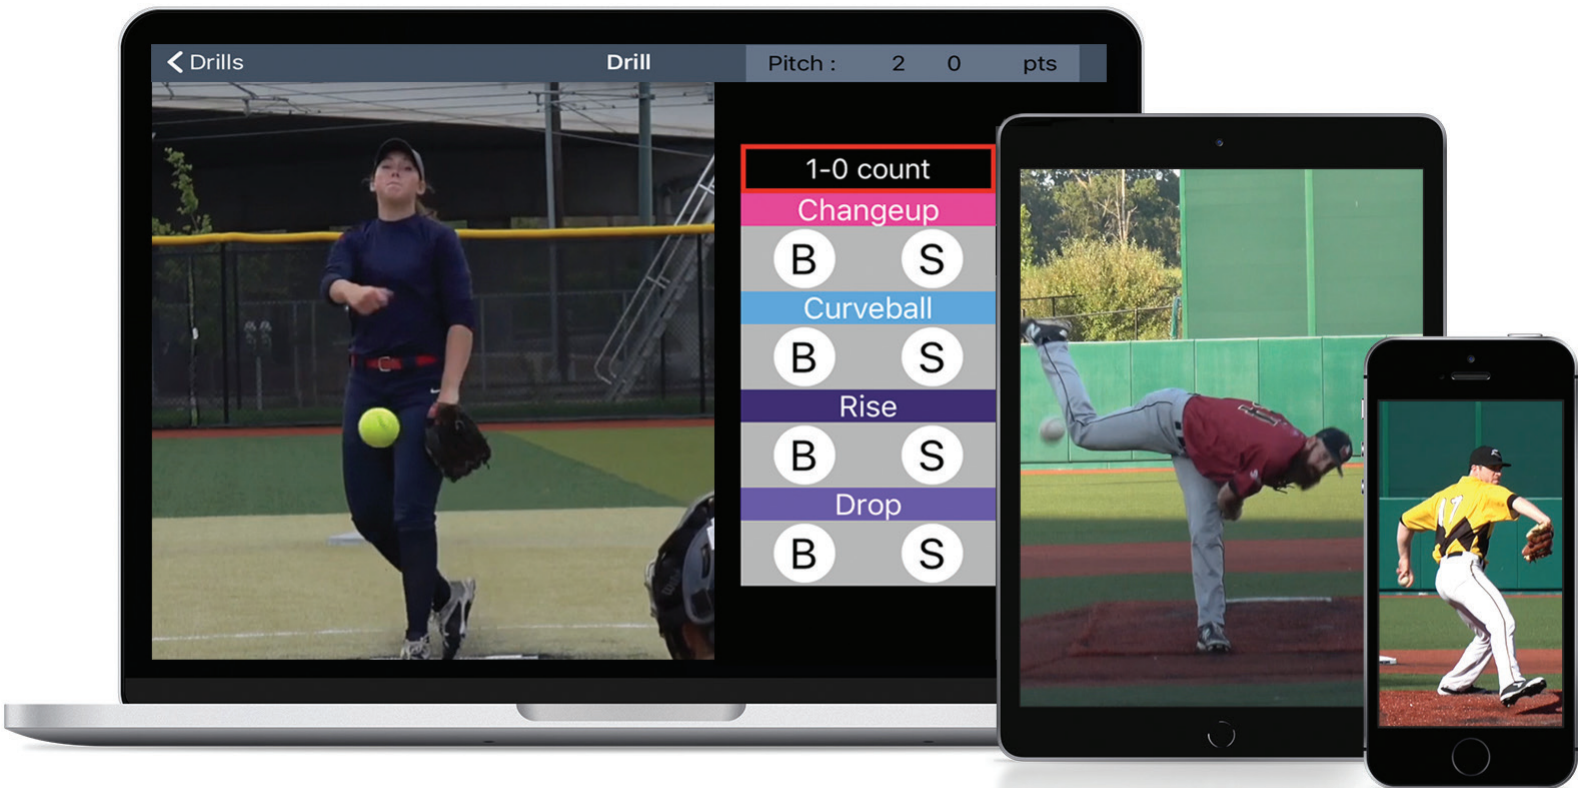 Drills
Drill
Pitch : 2 0 pts
1-0 count
Changeup
B S
Curveball
B S
Rise
B S
Drop
B S